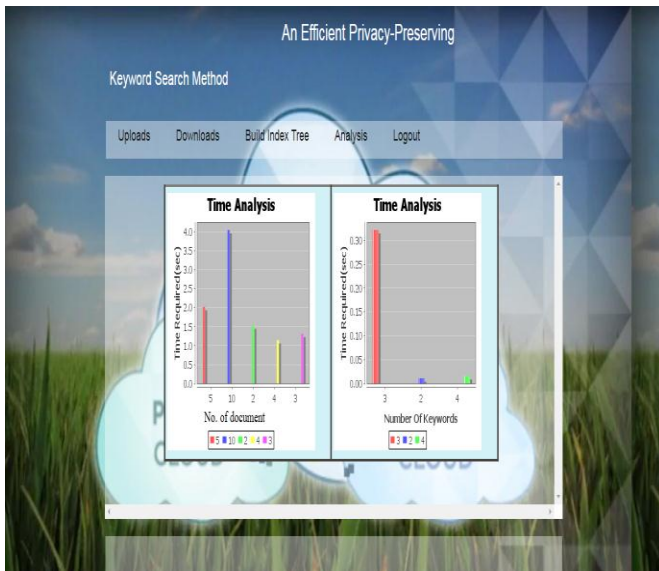 An Efficient Privacy-Preserving
Keyword Search Method
Uploads Downloads Build Index Tree Analysis Logout
Time Analysis
Time Required(sec)
4.0
3.5
3.0
2.5
2.0
1.5
1.0
0.5
0.0
5 10 2 4 3
No. of document
5 10 2 4 3
Time Analysis
Time Required(sec)
0.30
0.25
0.20
0.15
0.10
0.05
0.00
3 2 4
Number Of Keywords
3 2 4
CLOUD
CLOUD